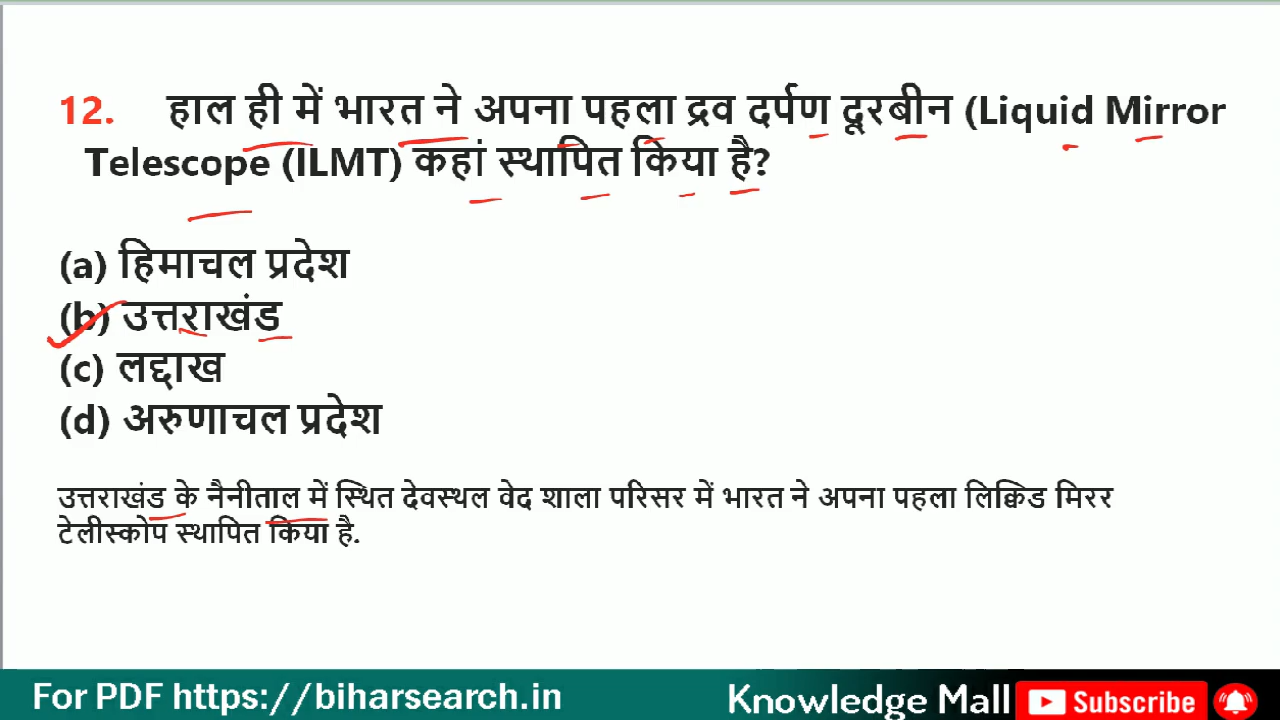 12. हाल ही में भारत ने अपना पहला द्रव दर्पण दूरबीन (Liquid Mirror
Telescope (ILMT) कहां स्थापित किया है?
(a) हिमाचल प्रदेश
(b) उत्तराखंड
(c) लद्दाख
(d) अरुणाचल प्रदेश
उत्तराखंड के नैनीताल में स्थित देवस्थल वेद शाला परिसर में भारत ने अपना पहला लिक्विड मिरर
टेलीस्कोप स्थापित किया है.
For PDF https://biharsearch.in
Knowledge Mall
Subscribe